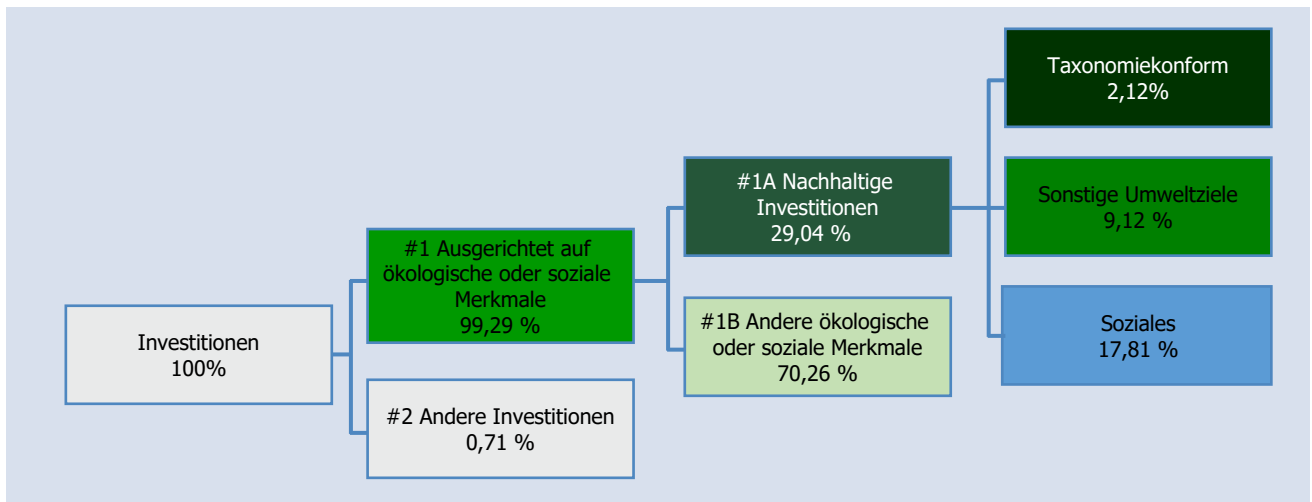 Investitionen
100%
#1 Ausgerichtet auf
ökologische oder soziale
Merkmale
99,29 %
#2 Andere Investitionen
0,71 %
#1A Nachhaltige
Investitionen
29,04 %
#1B Andere ökologische
oder soziale Merkmale
70,26 %
Taxonomiekonform
2,12%
Sonstige Umweltziele
9,12 %
Soziales
17,81 %